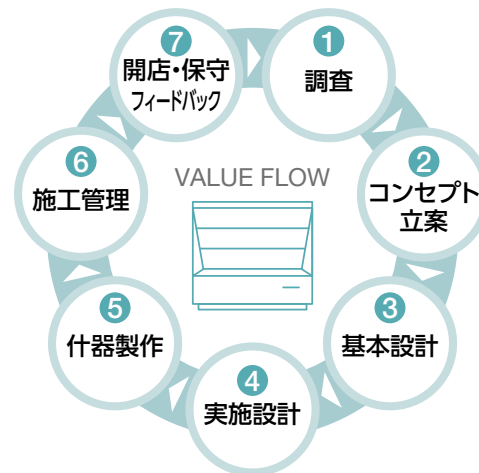 VALUE FLOW
1
調査
2
コンセプト
立案
3
基本設計
4
実施設計
5
什器製作
6
施工管理
7
開店・保守
フィードバック